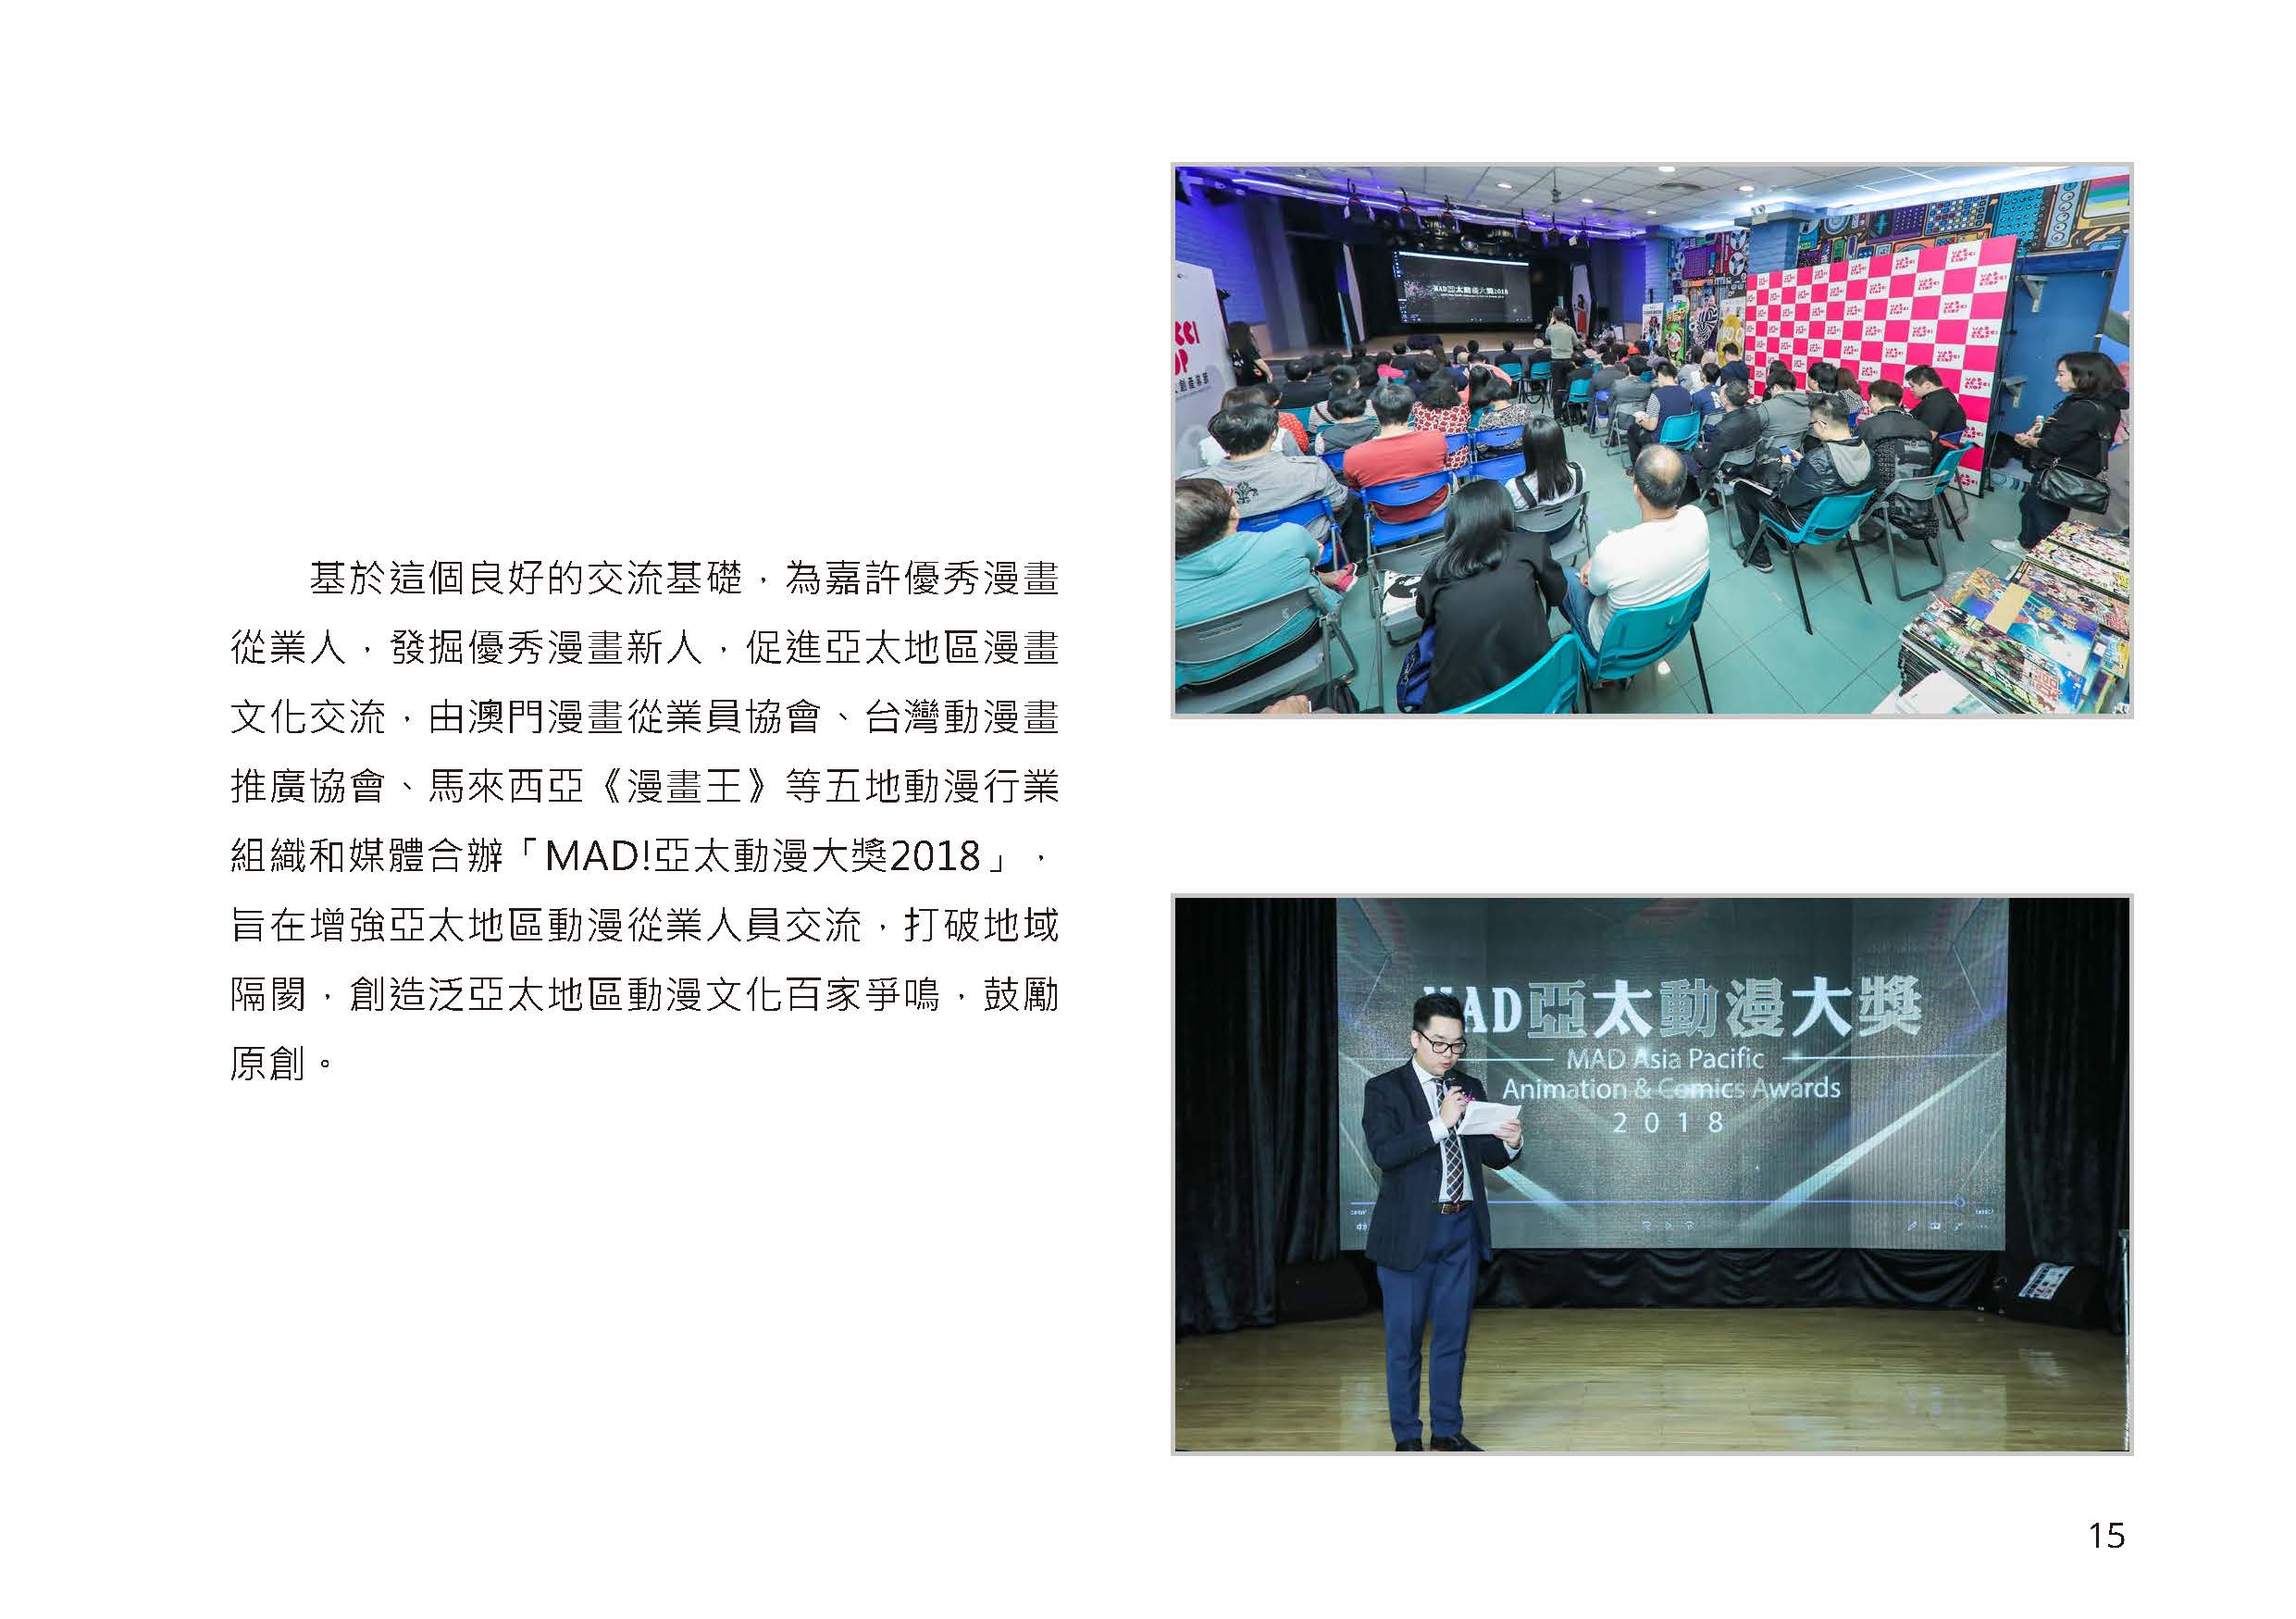 基於這個良好的交流基礎，為嘉許優秀漫畫
從業人，發掘優秀漫畫新人，促進亞太地區漫畫
文化交流，由澳門漫畫從業員協會、台灣動漫畫
推廣協會、馬來西亞《漫畫王》等五地動漫行業
組織和媒體合辦「MAD!亞太動漫大獎2018」，
旨在增強亞太地區動漫從業人員交流，打破地域
隔閡，創造泛亞太地區動漫文化百家爭鳴，鼓勵
原創。
MAD亞太動漫大獎2018
MAD亞太動漫大獎
MAD Asia Pacific
Animation & Comics Awards
2018
15